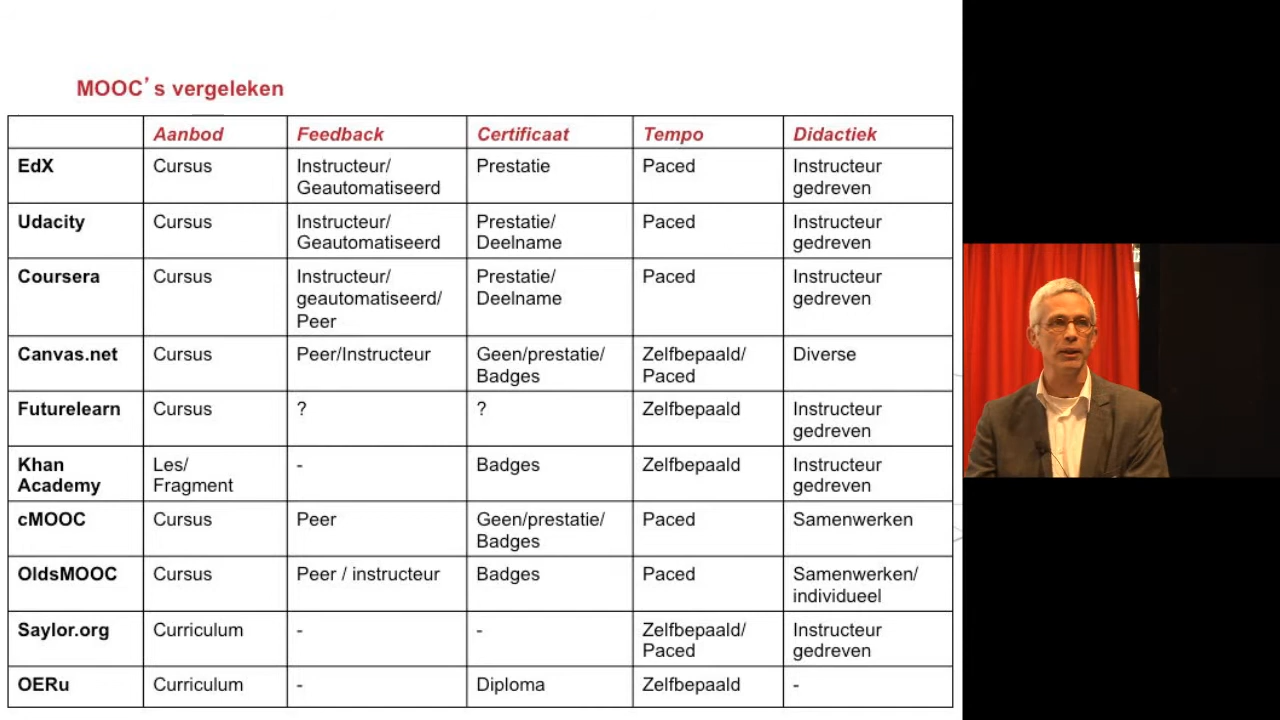 MOOC's vergeleken
Aanbod Feedback Certificaat Tempo Didactiek
EdX Cursus Instructeur/ Prestatie Paced Instructeur
Geautomatiseerd gedreven
Udacity Cursus Instructeur/ Prestatie/ Paced Instructeur
Geautomatiseerd Deelname gedreven
Coursera Cursus Instructeur/ Prestatie/ Paced Instructeur
geautomatiseerd/ Deelname gedreven
Peer
Canvas.net Cursus Peer/Instructeur Geen/prestatie/ Zelfbepaald/ Diverse
Badges Paced
Futurelearn Cursus ? ? Zelfbepaald Instructeur
gedreven
Khan Les/ - Badges Zelfbepaald Instructeur
Academy Fragment gedreven
cMOOC Cursus Peer Geen/prestatie/ Paced Samenwerken
Badges
OldsMOOC Cursus Peer / instructeur Badges Paced Samenwerken/
individueel
Saylor.org Curriculum - - Zelfbepaald/ Instructeur
Paced gedreven
OERu Curriculum - Diploma Zelfbepaald -